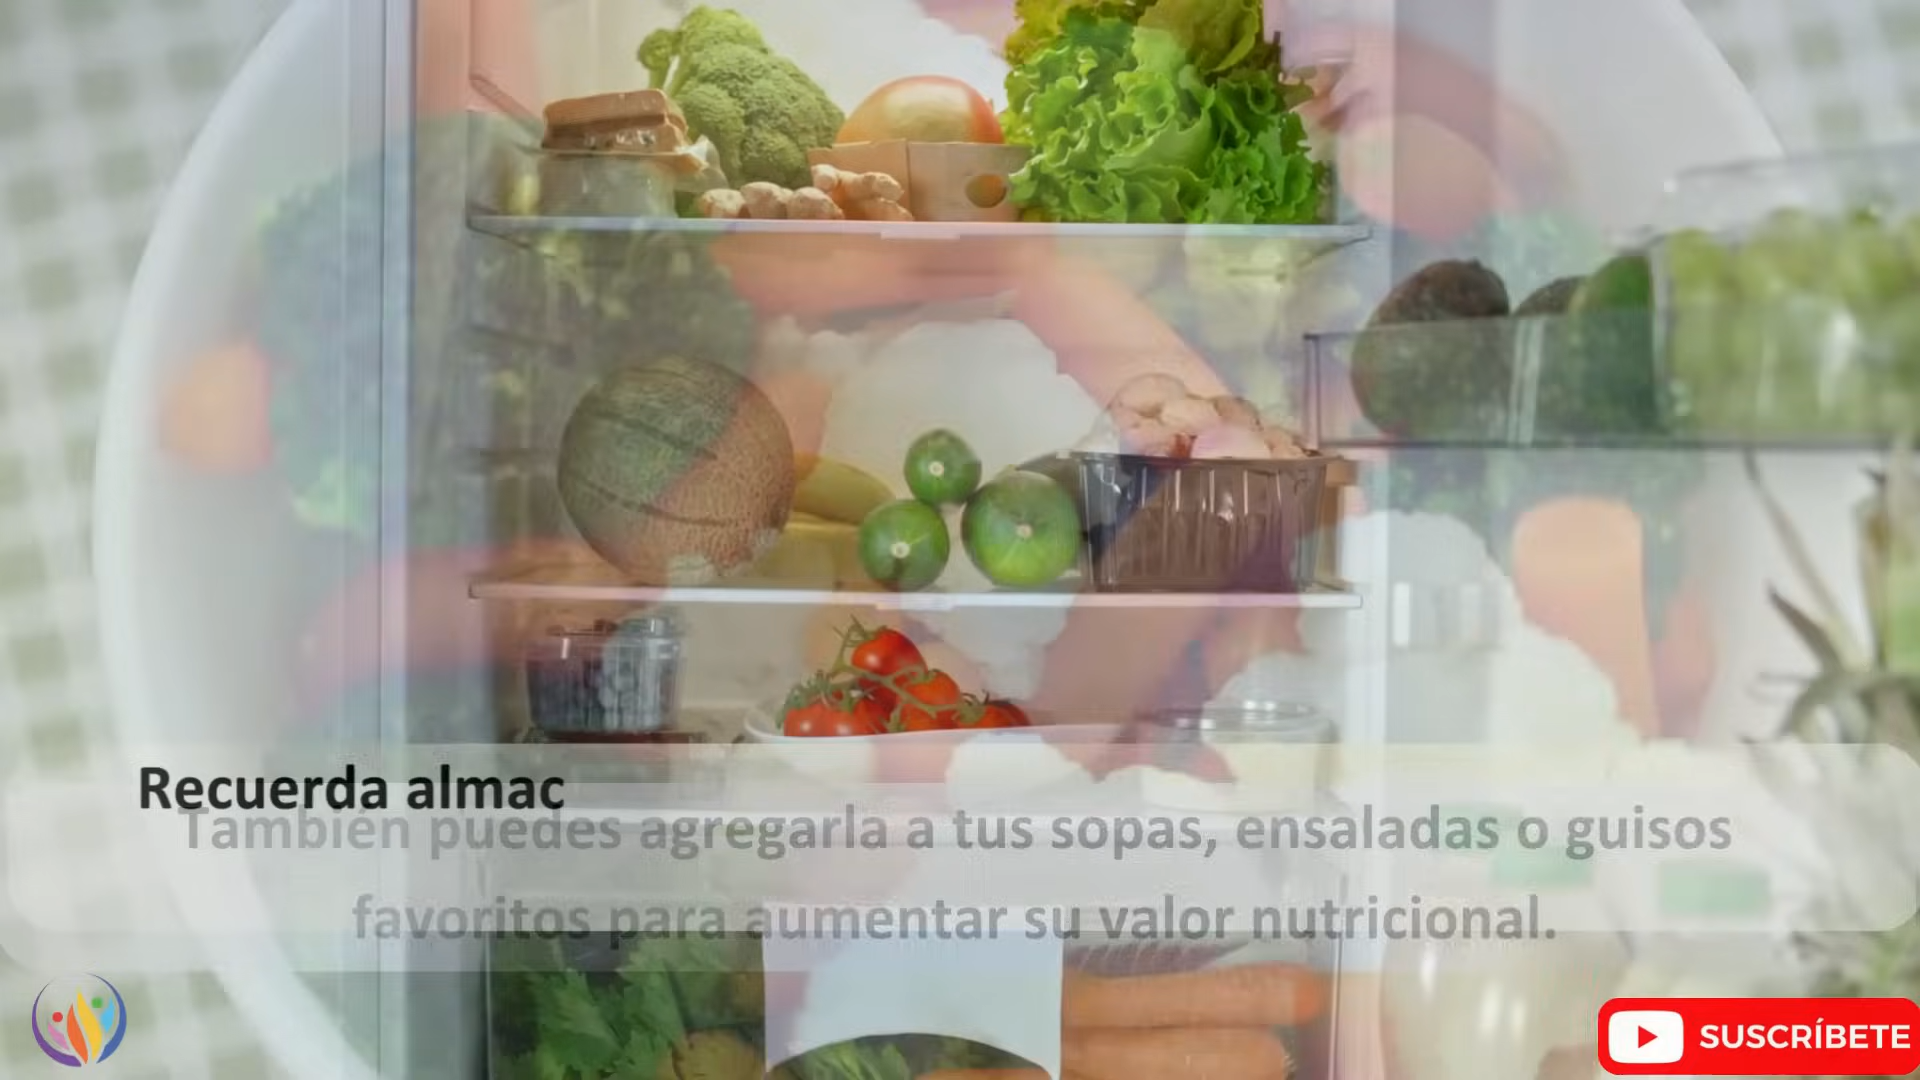 Recuerda almac
También puedes agregarla a tus sopas, ensaladas o guisos
favoritos para aumentar su valor nutricional.
SUSCRÍBETE